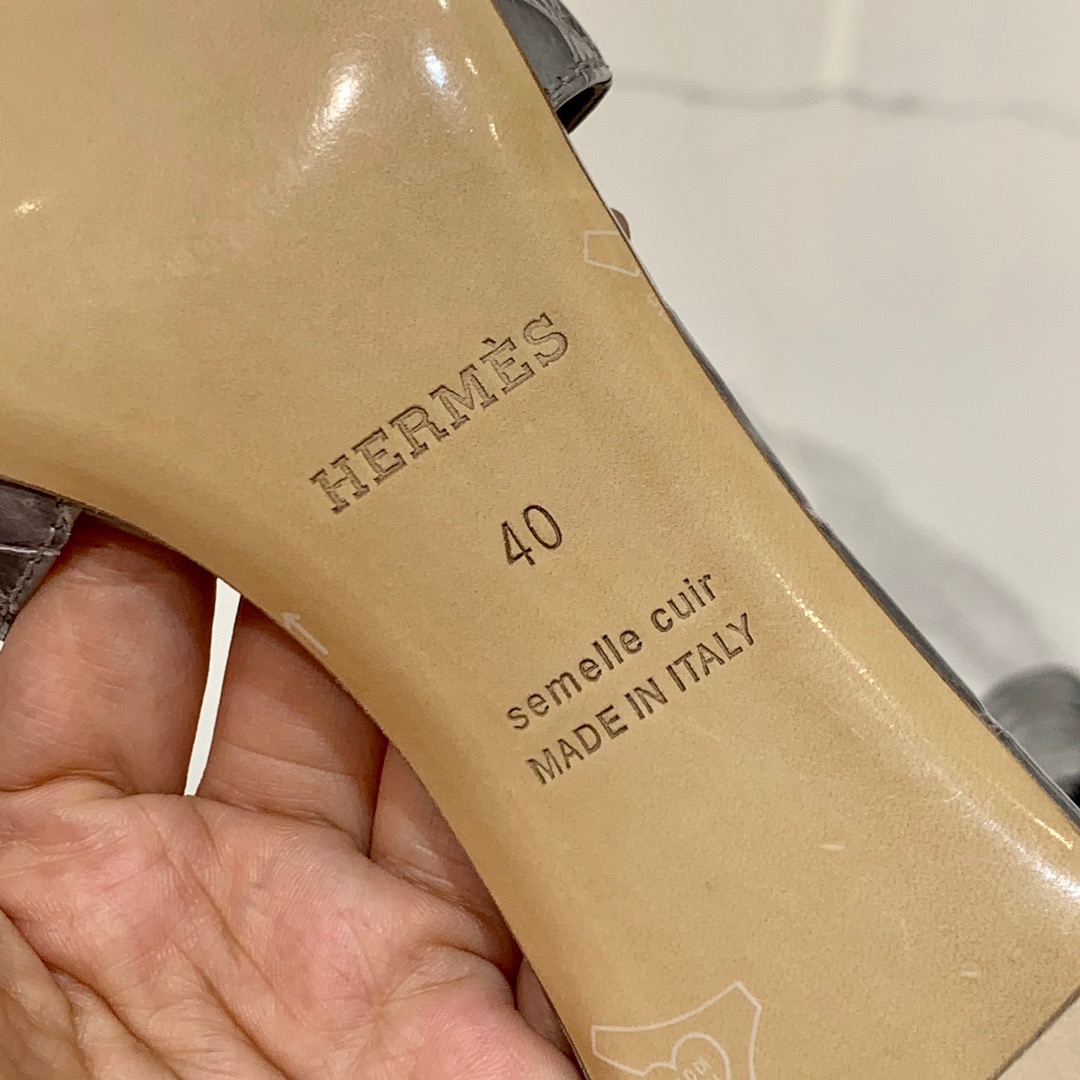 HERMÈS
40
semelle cuir
MADE IN ITALY